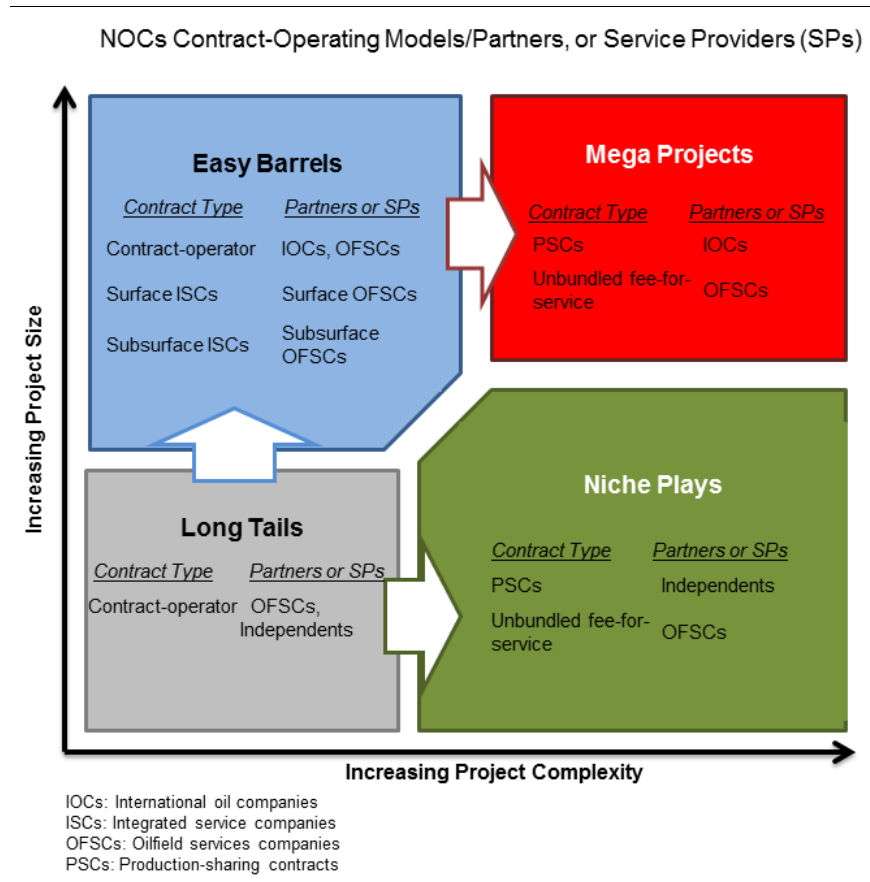 NOCs Contract-Operating Models/Partners, or Service Providers (SPs)
Increasing Project Size
Easy Barrels
Contract Type Partners or SPs
Contract-operator IOCs, OFSCs
Surface ISCs Surface OFSCs
Subsurface ISCs Subsurface
OFSCs
Mega Projects
Contract Type Partners or SPs
PSCs IOCs
Unbundled fee-for-
service OFSCs
Long Tails
Contract Type Partners or SPs
Contract-operator OFSCs,
Independents
Niche Plays
Contract Type Partners or SPs
PSCs Independents
Unbundled fee-for-
service OFSCs
Increasing Project Complexity
IOCs: International oil companies
ISCs: Integrated service companies
OFSCs: Oilfield services companies
PSCs: Production-sharing contracts